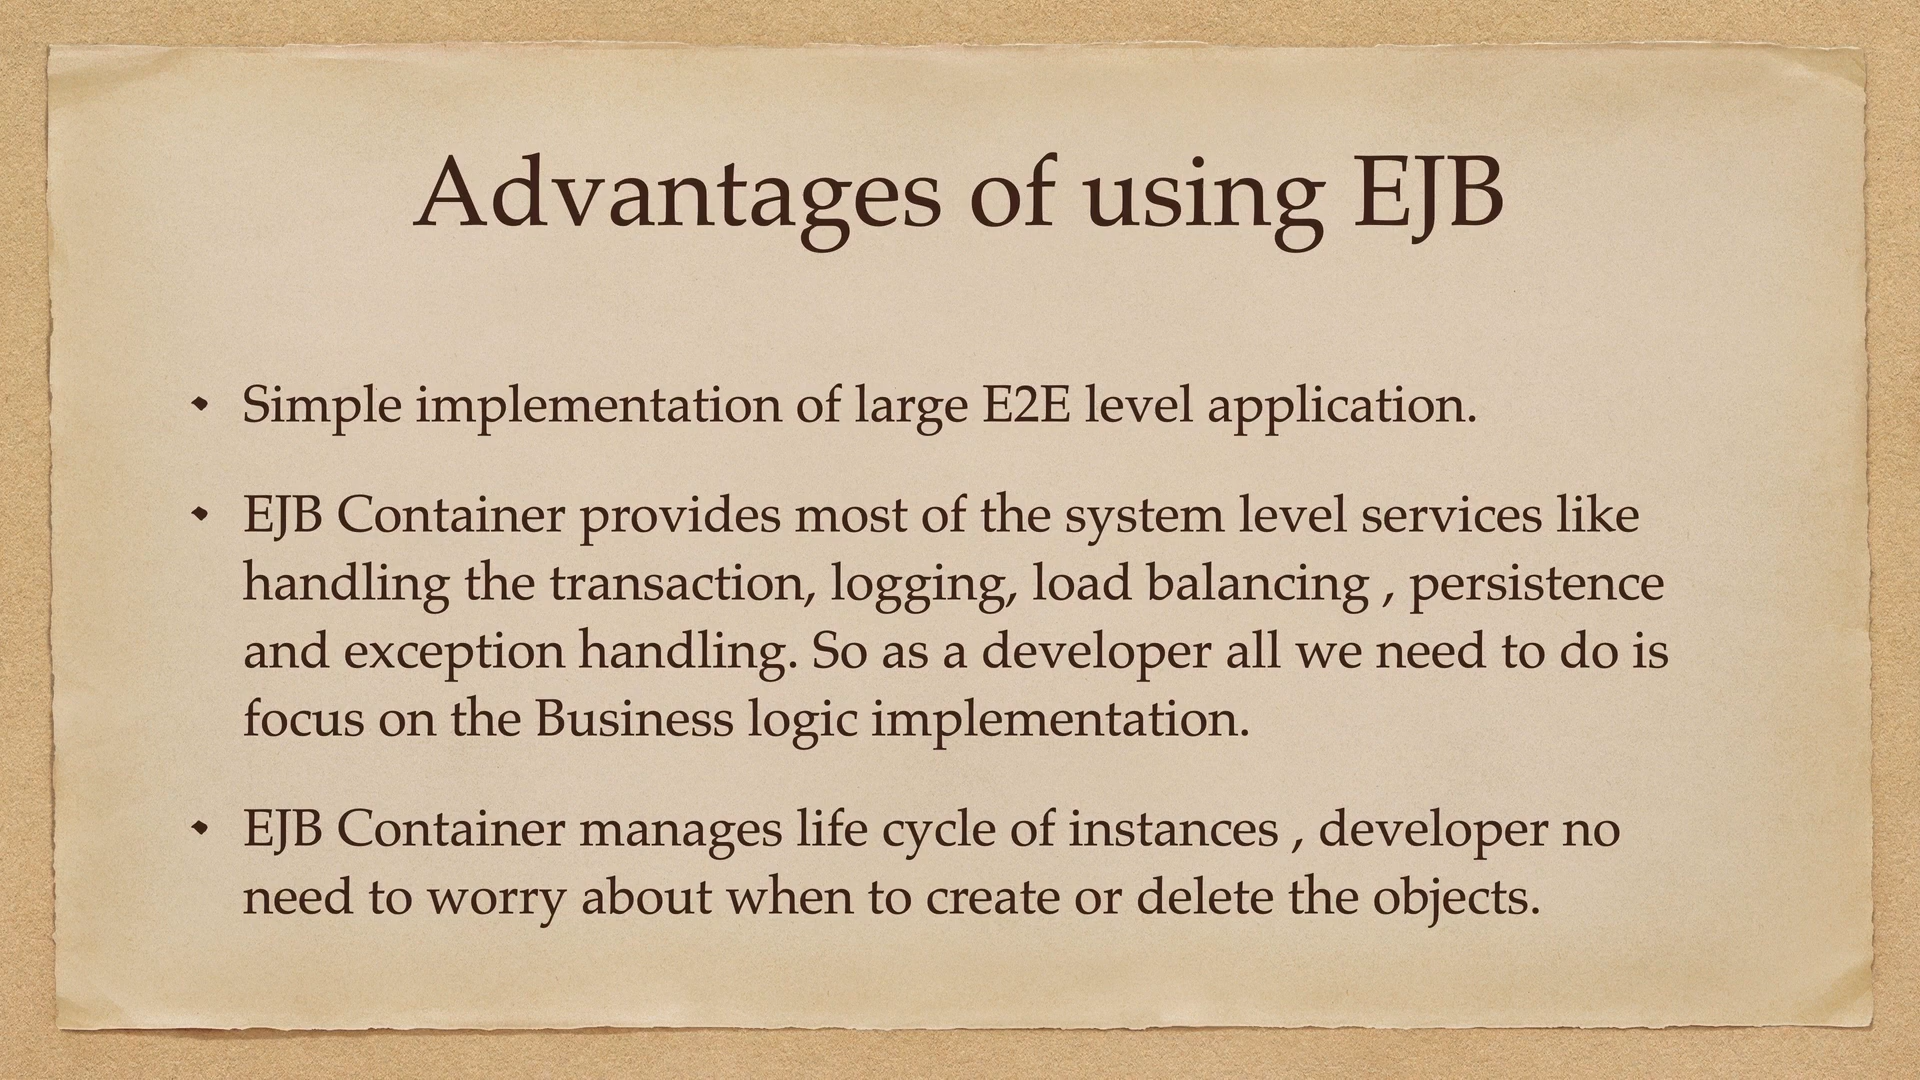 Advantages of using EJB
• Simple implementation of large E2E level application.
• EJB Container provides most of the system level services like
handling the transaction, logging, load balancing , persistence
and exception handling. So as a developer all we need to do is
focus on the Business logic implementation.
• EJB Container manages life cycle of instances , developer no
need to worry about when to create or delete the objects.